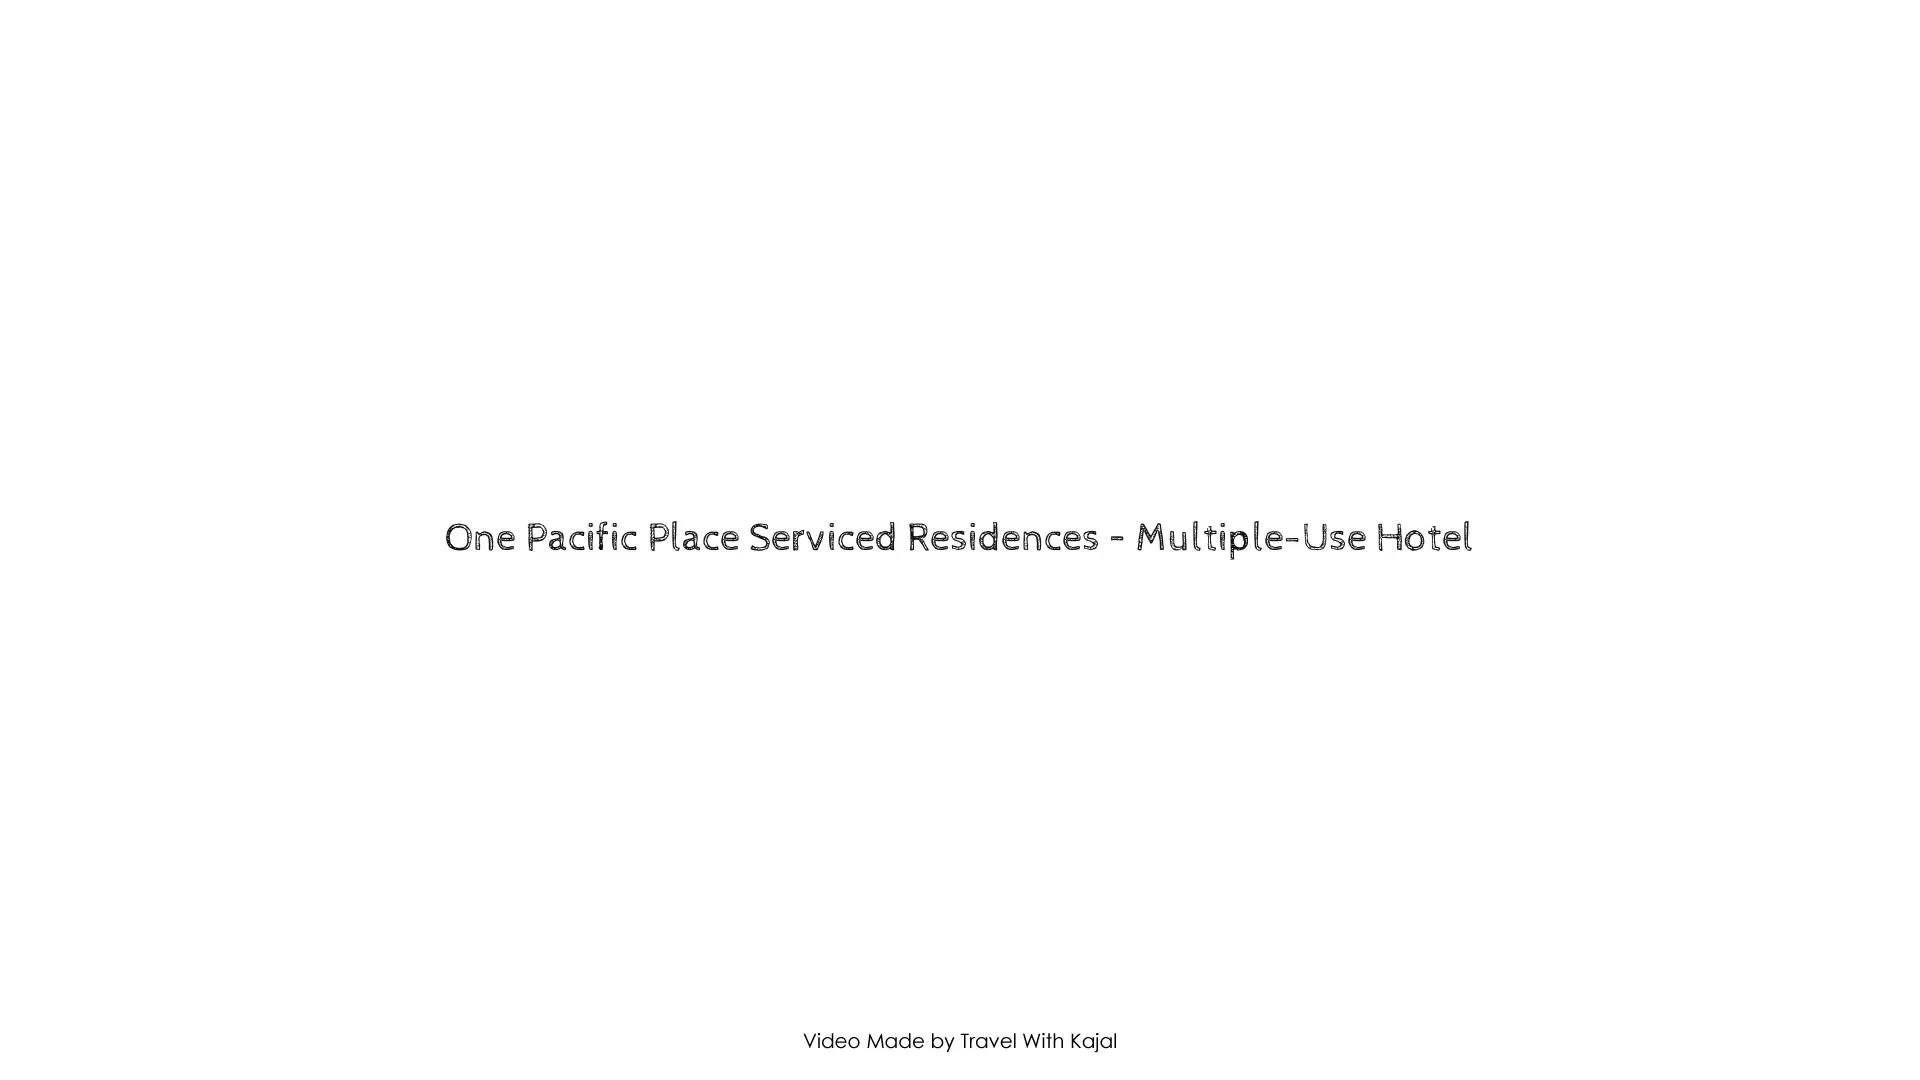 One Pacific Place Serviced Residences - Multiple-Use Hotel
Video Made by Travel With Kajal